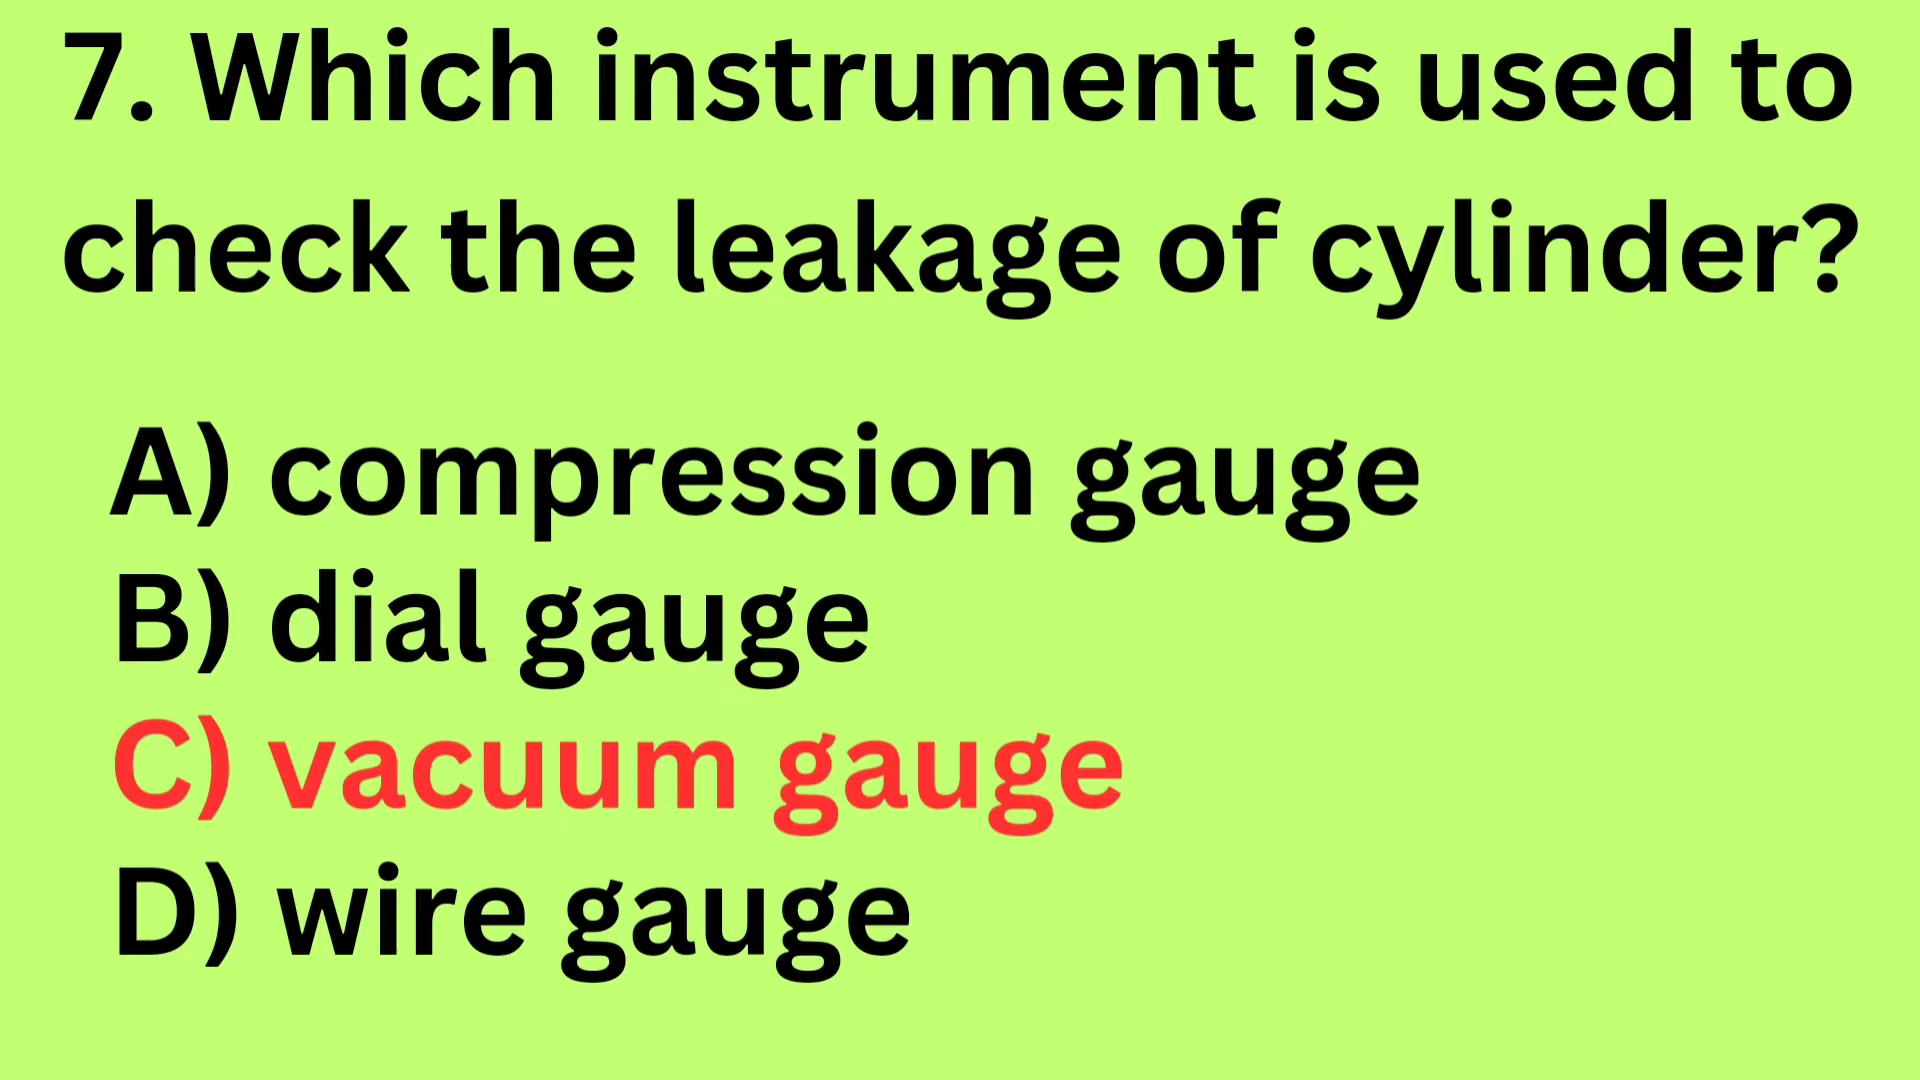 7. Which instrument is used to
check the leakage of cylinder?
A) compression gauge
B) dial gauge
C) vacuum gauge
D) wire gauge